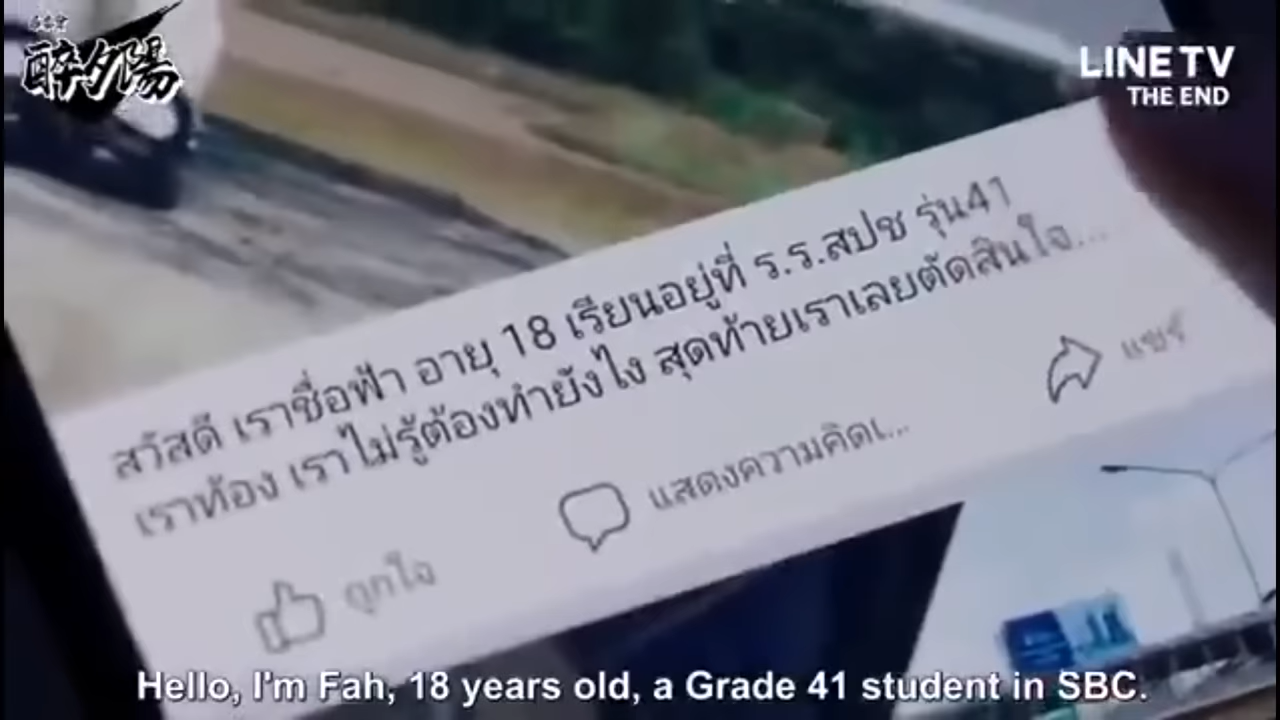 醉夕陽
LINE TV
THE END
สวัสดี เราชื่อฟ้า อายุ 18 เรียนอยู่ที่ ร.ร.สปช รุ่น41
เราท้อง เราไม่รู้ต้องทำยังไง สุดท้ายเราเลยตัดสินใจ...
ถูกใจ
แสดงความคิดเ...
แชร์
Hello, I'm Fah, 18 years old, a Grade 41 student in SBC.